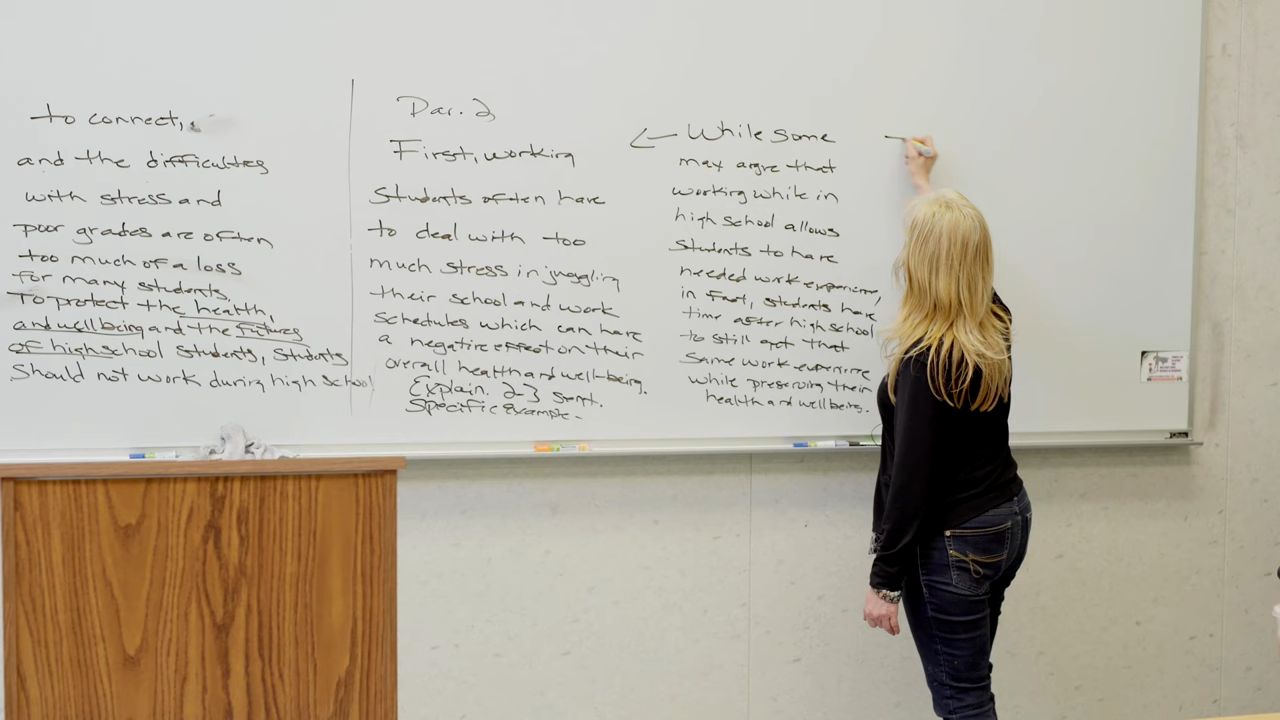 to connect,
and the difficulties
with stress and
poor grades are often
too much of a loss
for many students.
To protect the health,
and wellbeing and the futures
of high school students, students
should not work during high school
Par. 2
First, working
Students often have
to deal with too
much stress in juggling
their school and work
schedules which can have
a negative effect on their
overall health and well-being.
{Explain. 2-3 sent.
Specific example.
← While some
may argue that
working while in
high school allows
students to have
needed work experience,
in fact, students have
time after high school
to still get that
same work experience
while preserving their
health and wellbeing.